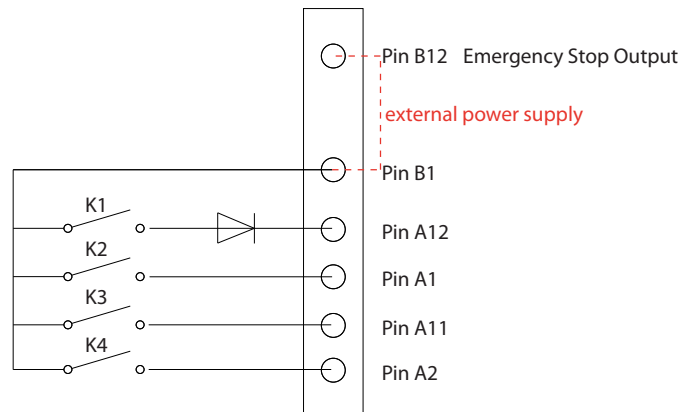 Pin B12 Emergency Stop Output
external power supply
Pin B1
K1
Pin A12
K2
Pin A1
K3
Pin A11
K4
Pin A2